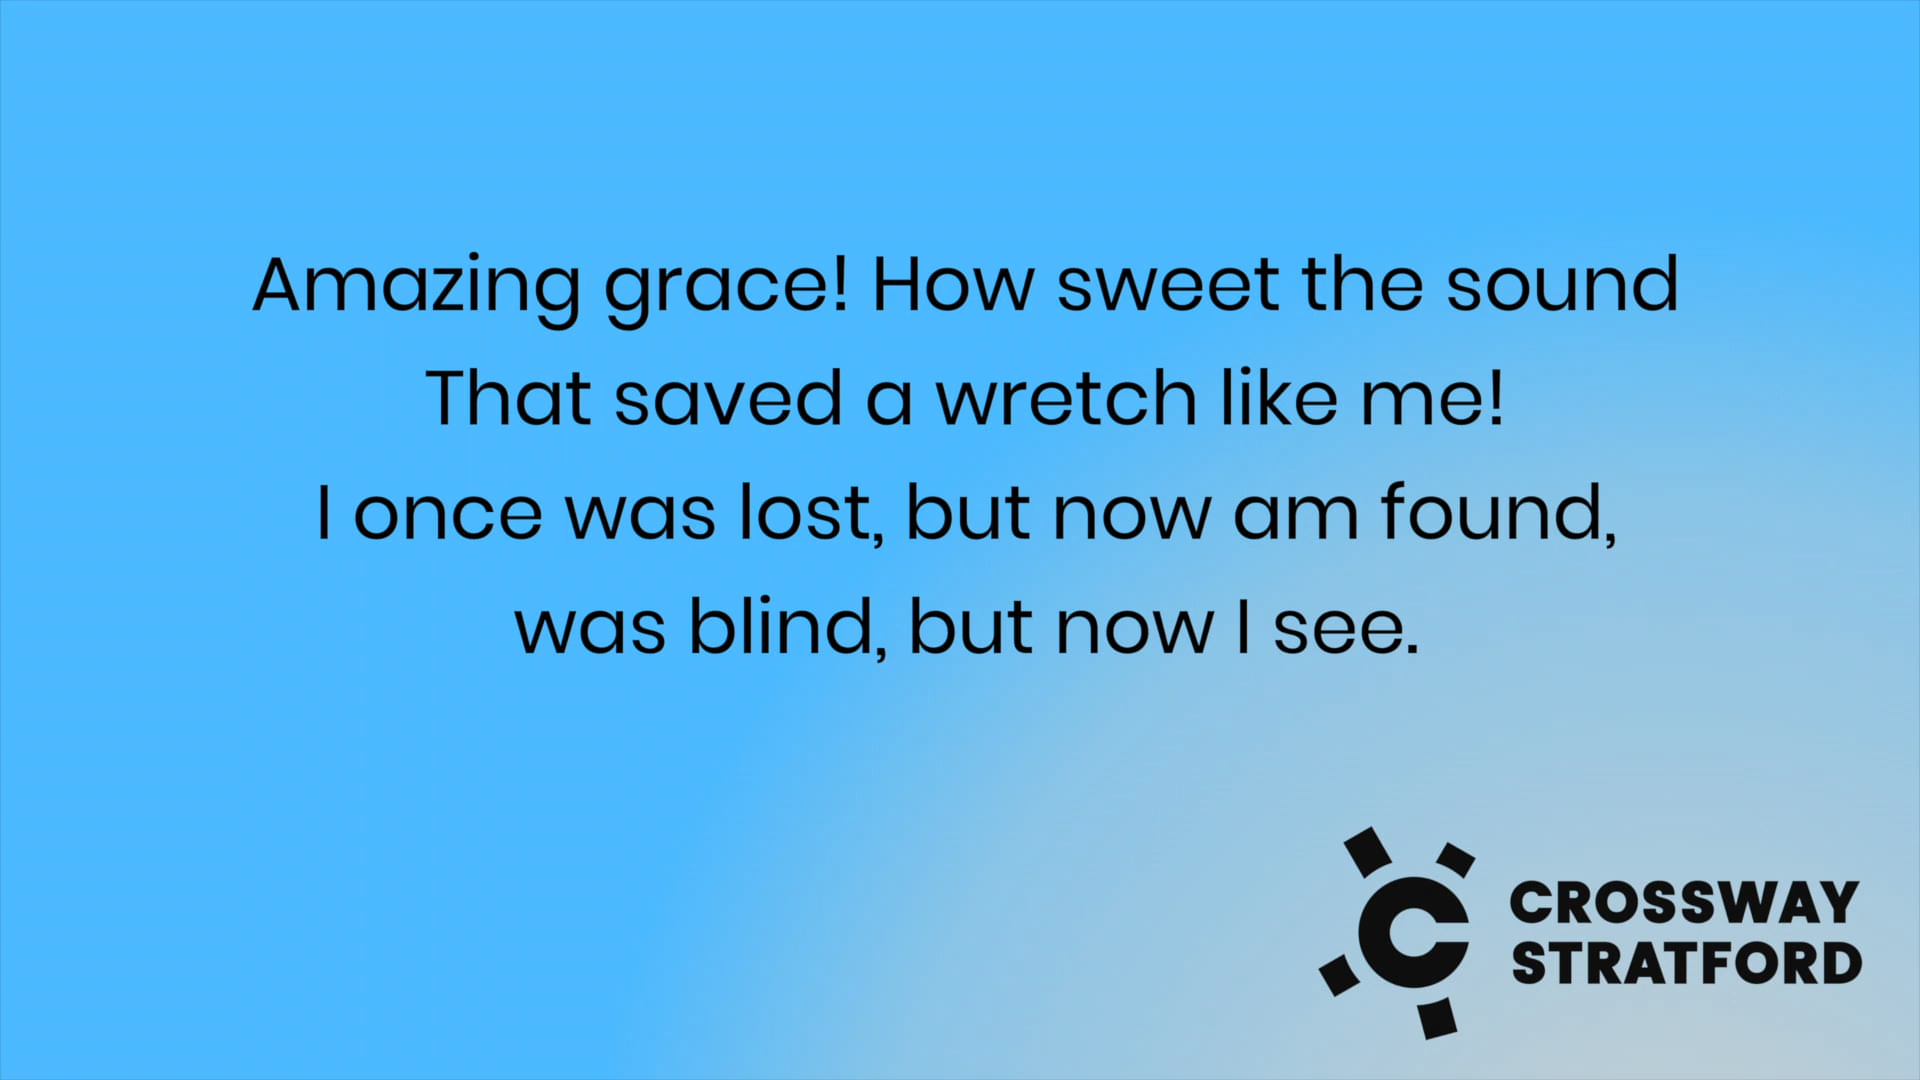 Amazing grace! How sweet the sound
That saved a wretch like me!
I once was lost, but now am found,
was blind, but now I see.
CROSSWAY
STRATFORD